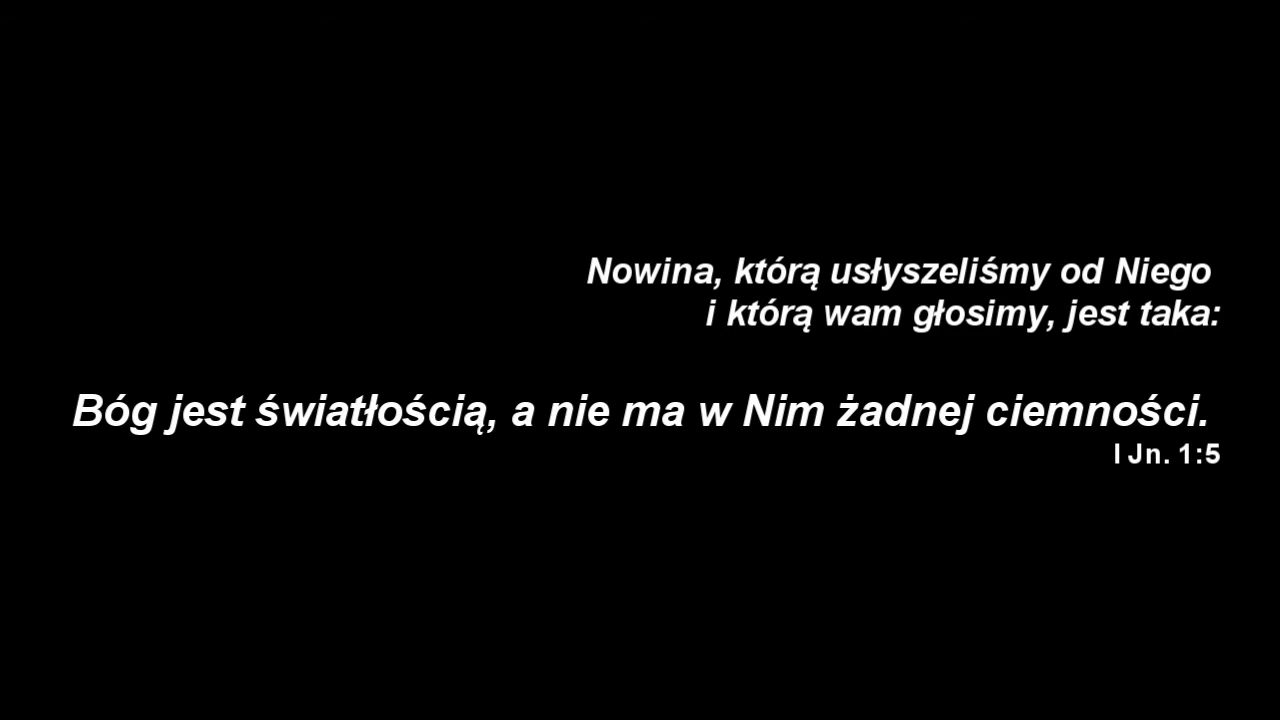 Nowina, którą usłyszeliśmy od Niego
i którą wam głosimy, jest taka:
Bóg jest światłością, a nie ma w Nim żadnej ciemności.
I Jn. 1:5